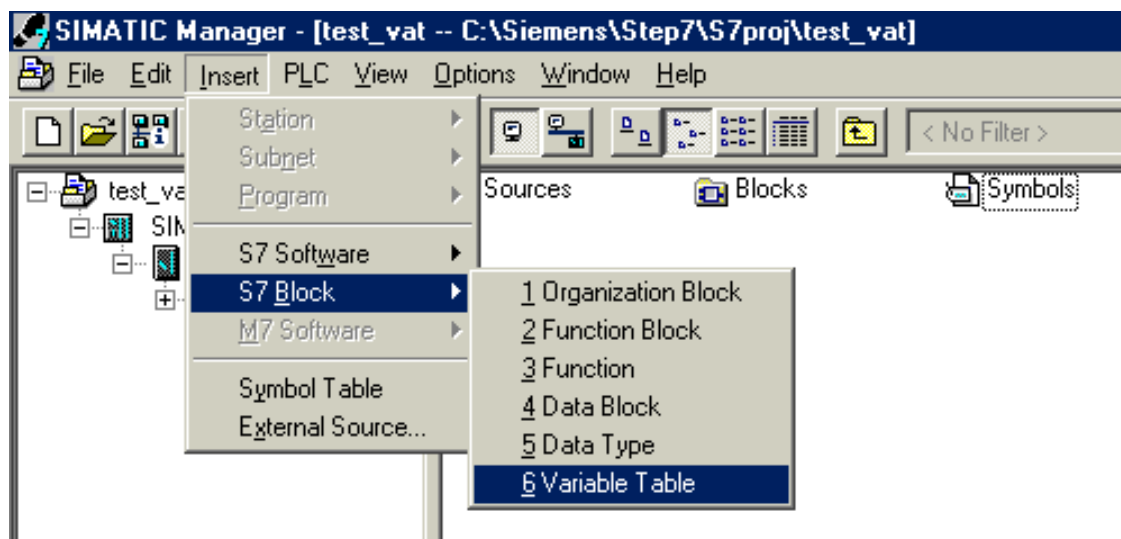 SIMATIC Manager - [test_vat -- C:\Siemens\Step7\S7proj\test_vat]
File Edit Insert PLC View Options Window Help
< No Filter >
Station
Subnet
Program
S7 Software
S7 Block
M7 Software
Symbol Table
External Source...
1 Organization Block
2 Function Block
3 Function
4 Data Block
5 Data Type
6 Variable Table
test_va
SIM
Sources Blocks Symbols